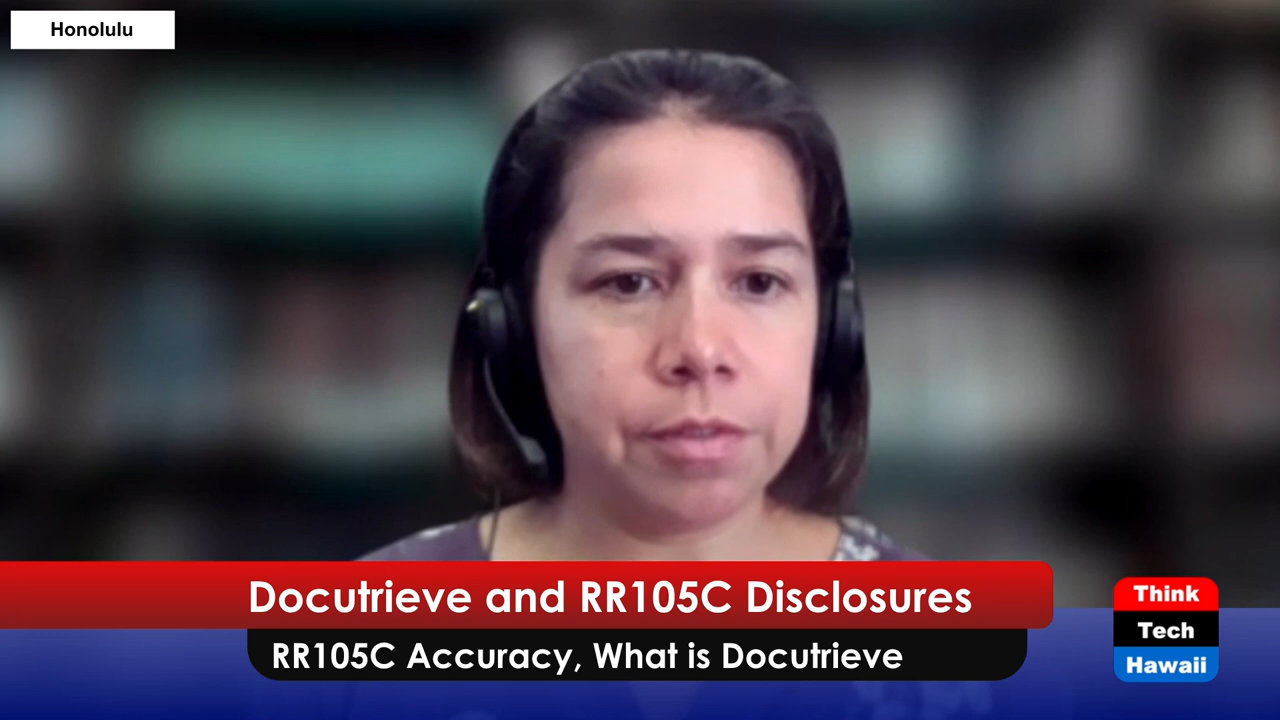 Honolulu
Docutrieve and RR105C Disclosures
RR105C Accuracy, What is Docutrieve
Think
Tech
Hawaii